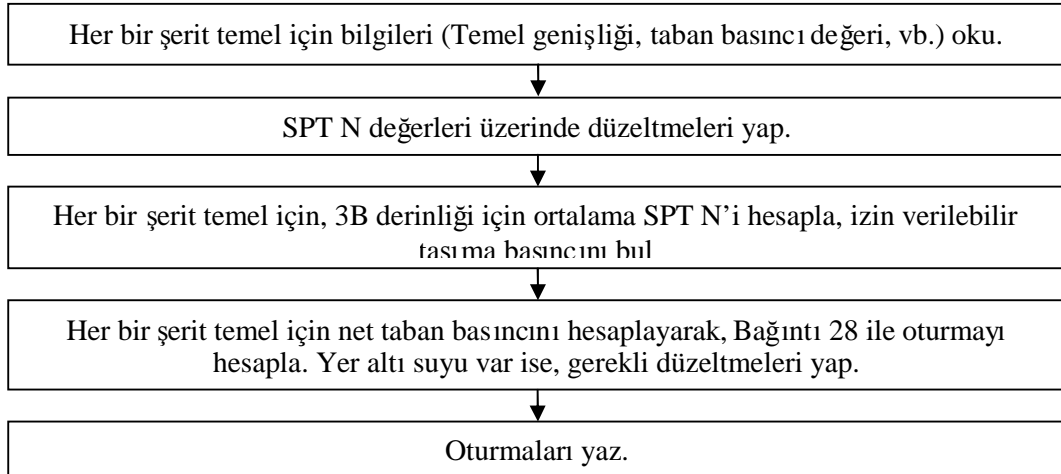 Her bir şerit temel için bilgileri (Temel genişliği, taban basıncı değeri, vb.) oku.
SPT N değerleri üzerinde düzeltmeleri yap.
Her bir şerit temel için, 3B derinliği için ortalama SPT N’i hesapla, izin verilebilir
taşıma basıncını bul
Her bir şerit temel için net taban basıncını hesaplayarak, Bağıntı 28 ile oturmayı
hesapla. Yer altı suyu var ise, gerekli düzeltmeleri yap.
Oturmaları yaz.